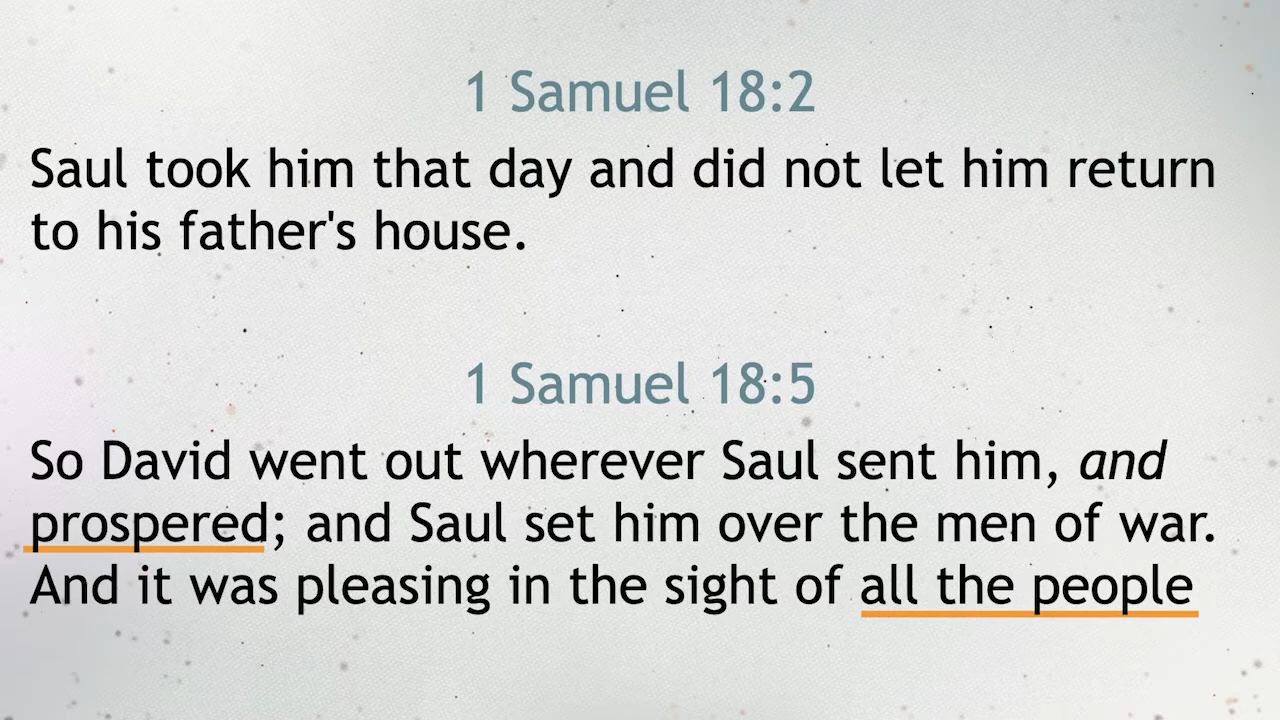 1 Samuel 18:2
Saul took him that day and did not let him return
to his father's house.
1 Samuel 18:5
So David went out wherever Saul sent him, and
prospered; and Saul set him over the men of war.
And it was pleasing in the sight of all the people